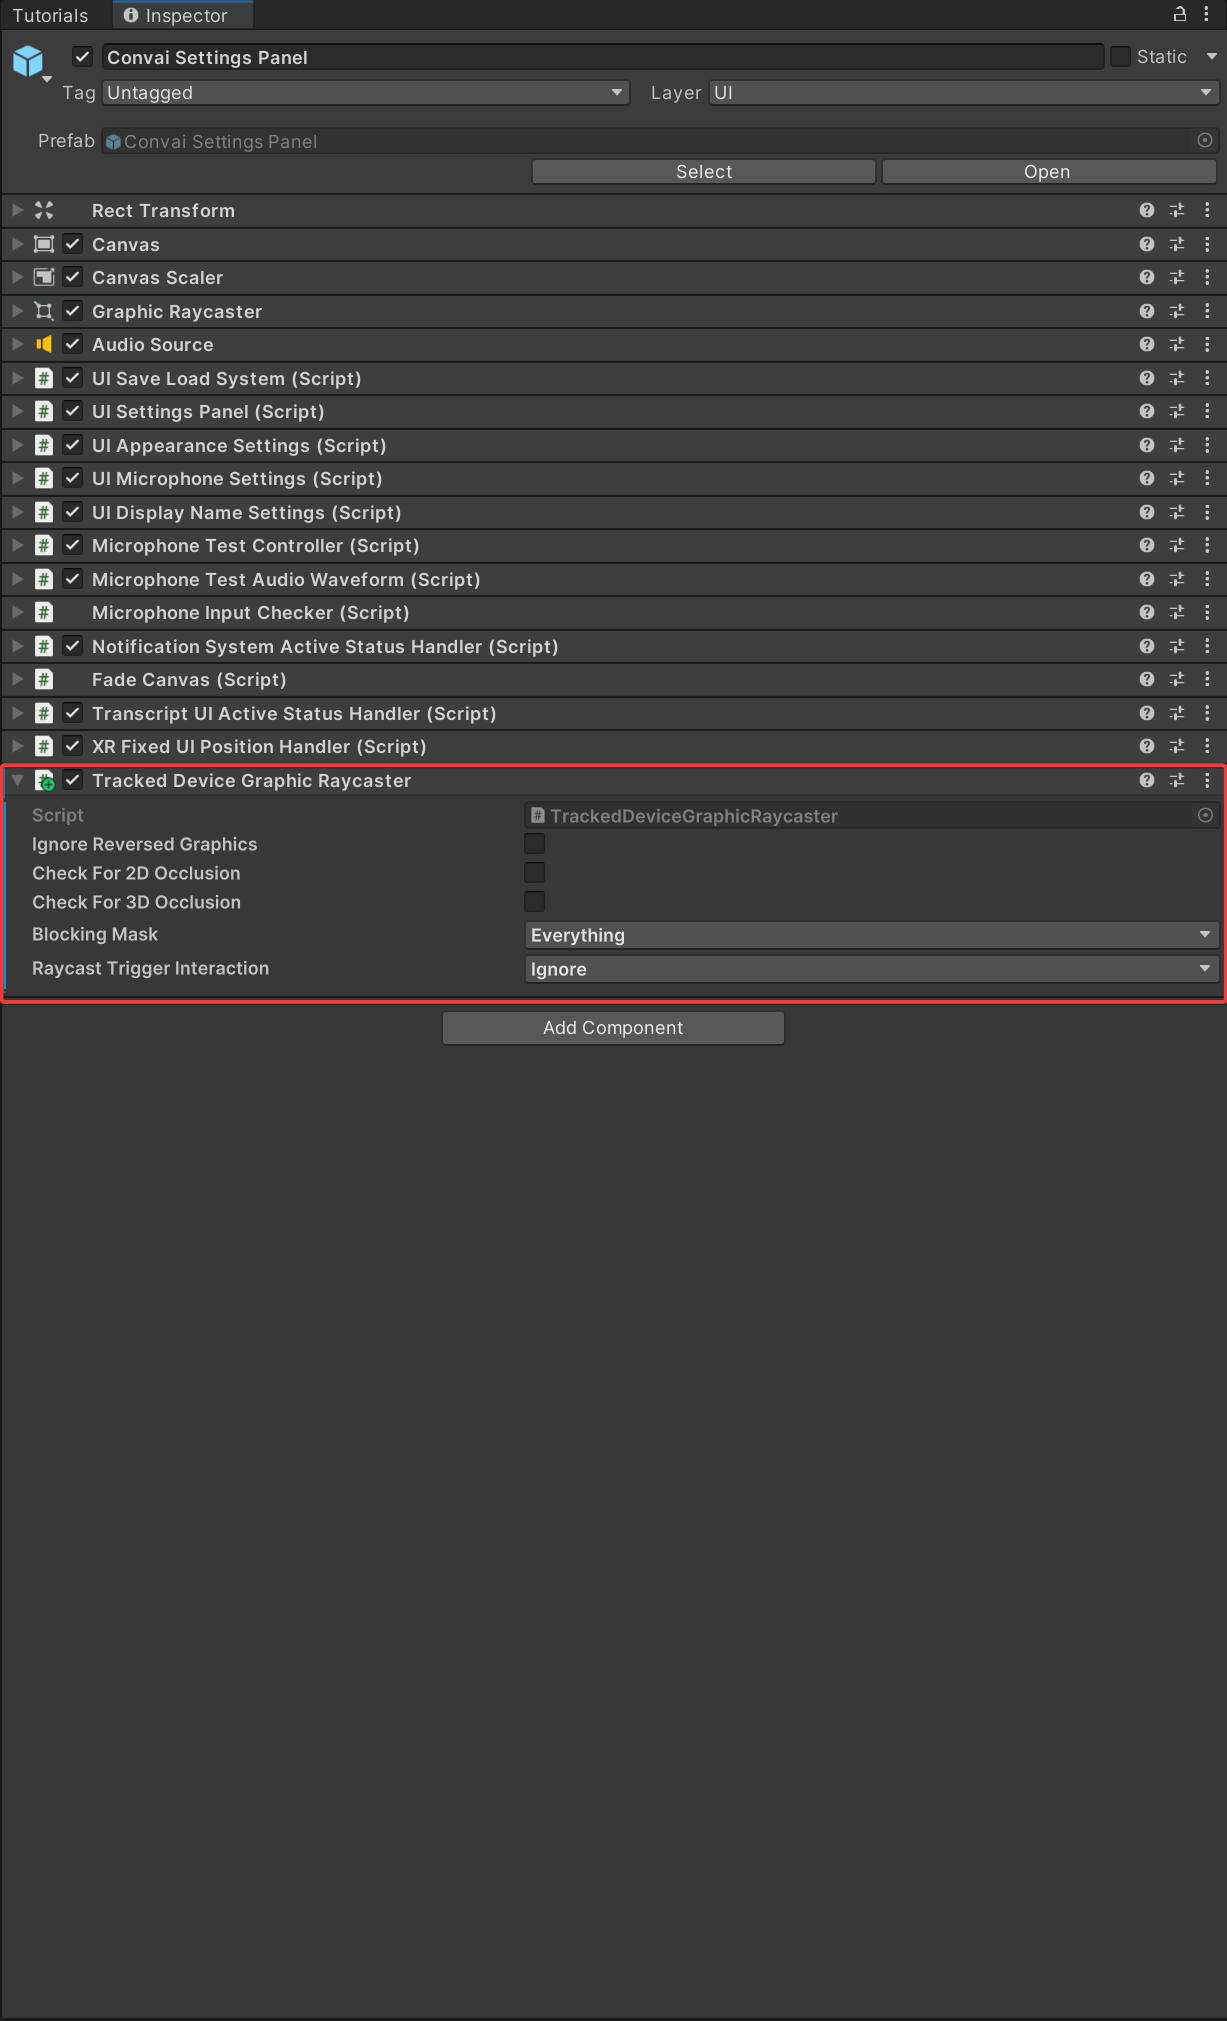 Tutorials Inspector
Convai Settings Panel Static
Tag Untagged Layer UI
Prefab Convai Settings Panel
Select Open
Rect Transform
Canvas
Canvas Scaler
Graphic Raycaster
Audio Source
UI Save Load System (Script)
UI Settings Panel (Script)
UI Appearance Settings (Script)
UI Microphone Settings (Script)
UI Display Name Settings (Script)
Microphone Test Controller (Script)
Microphone Test Audio Waveform (Script)
Microphone Input Checker (Script)
Notification System Active Status Handler (Script)
Fade Canvas (Script)
Transcript UI Active Status Handler (Script)
XR Fixed UI Position Handler (Script)
Tracked Device Graphic Raycaster
Script TrackedDeviceGraphicRaycaster
Ignore Reversed Graphics
Check For 2D Occlusion
Check For 3D Occlusion
Blocking Mask Everything
Raycast Trigger Interaction Ignore
Add Component